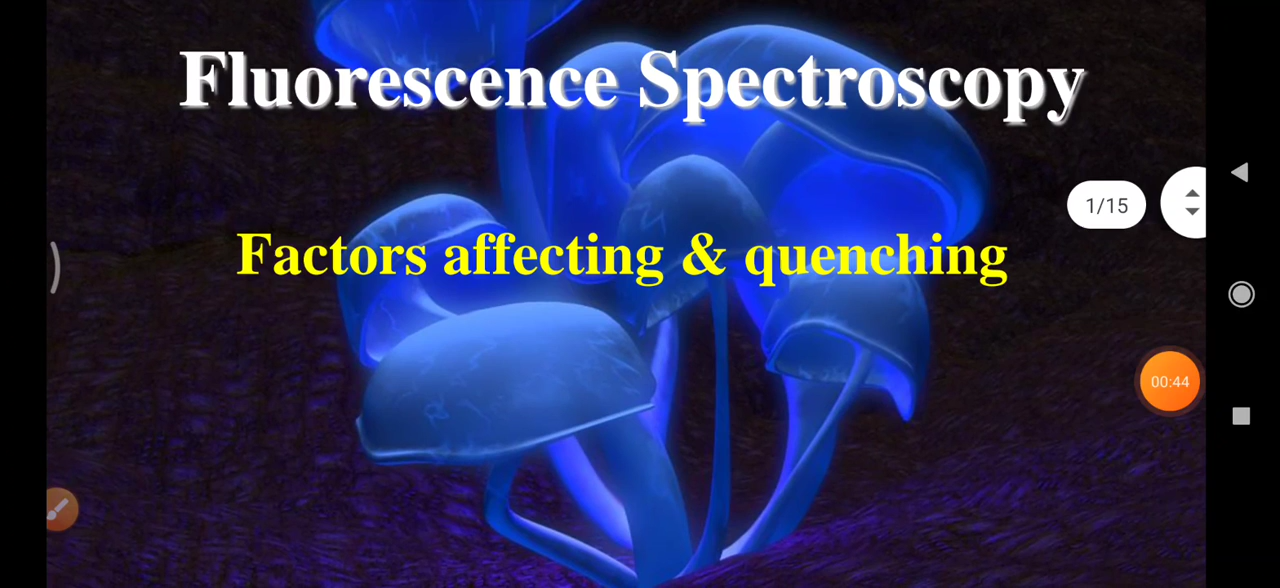 Fluorescence Spectroscopy
1/15
Factors affecting & quenching
00:44